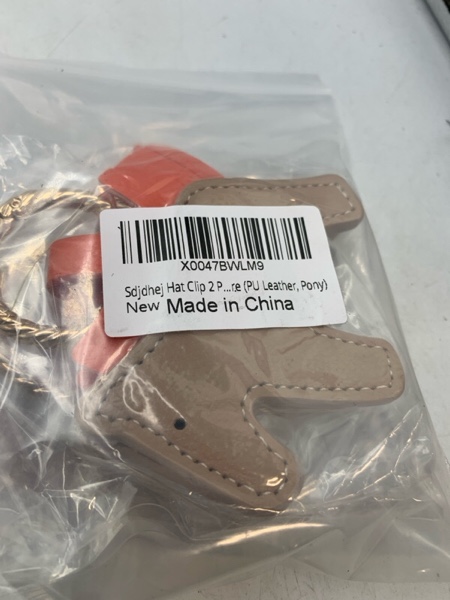 X0047BWLM9
Sdjdhej Hat Clip 2 P...re (PU Leather, Pony)
New Made in China